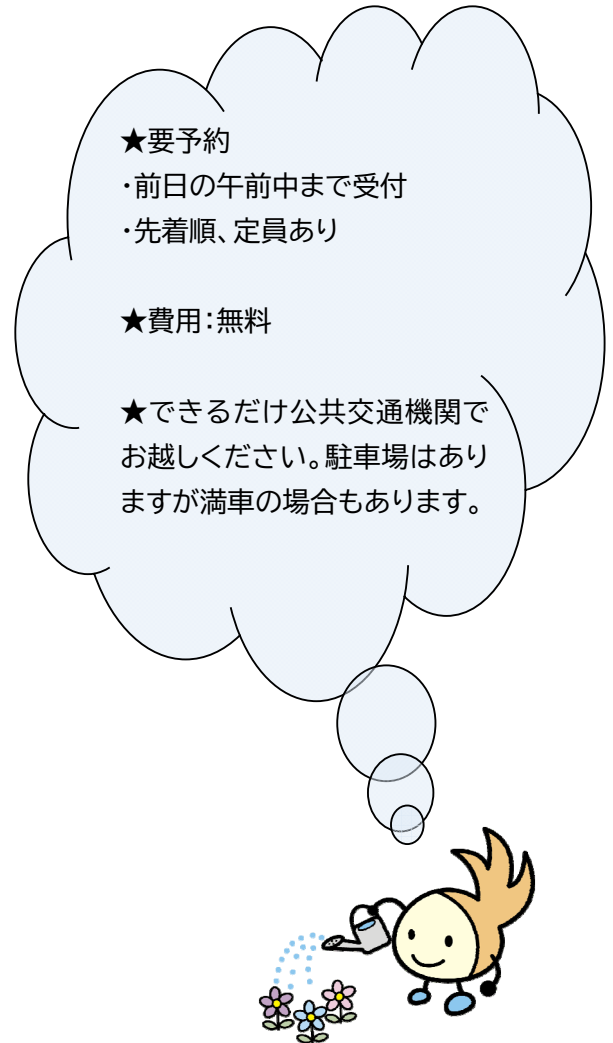 ★要予約
・前日の午前中まで受付
・先着順、定員あり
★費用：無料
★できるだけ公共交通機関で
お越しください。駐車場はあり
ますが満車の場合もあります。